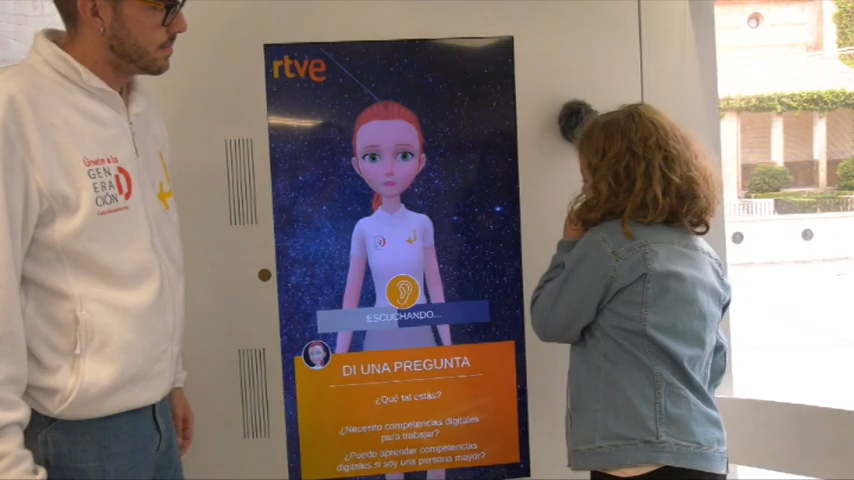 rtve
Únete a la
GEN
ERA
CIÓN
D
ESCUCHANDO...
DI UNA PREGUNTA
¿Qué tal estás?
¿Necesito competencias digitales
para trabajar?
¿Puedo aprender competencias
digitales si soy una persona mayor?